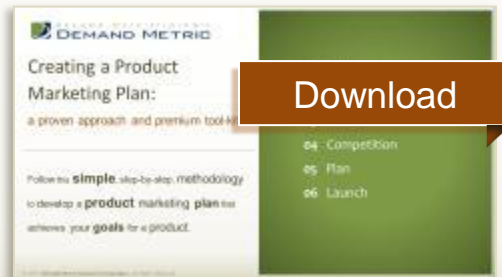 DEMAND METRIC
Creating a Product
Marketing Plan:
a proven approach and premium tool-kit
Download
04 Competition
05 Plan
06 Launch
Follow this simple, step-by-step, methodology
to develop a product marketing plan that
achieves your goals for a product.